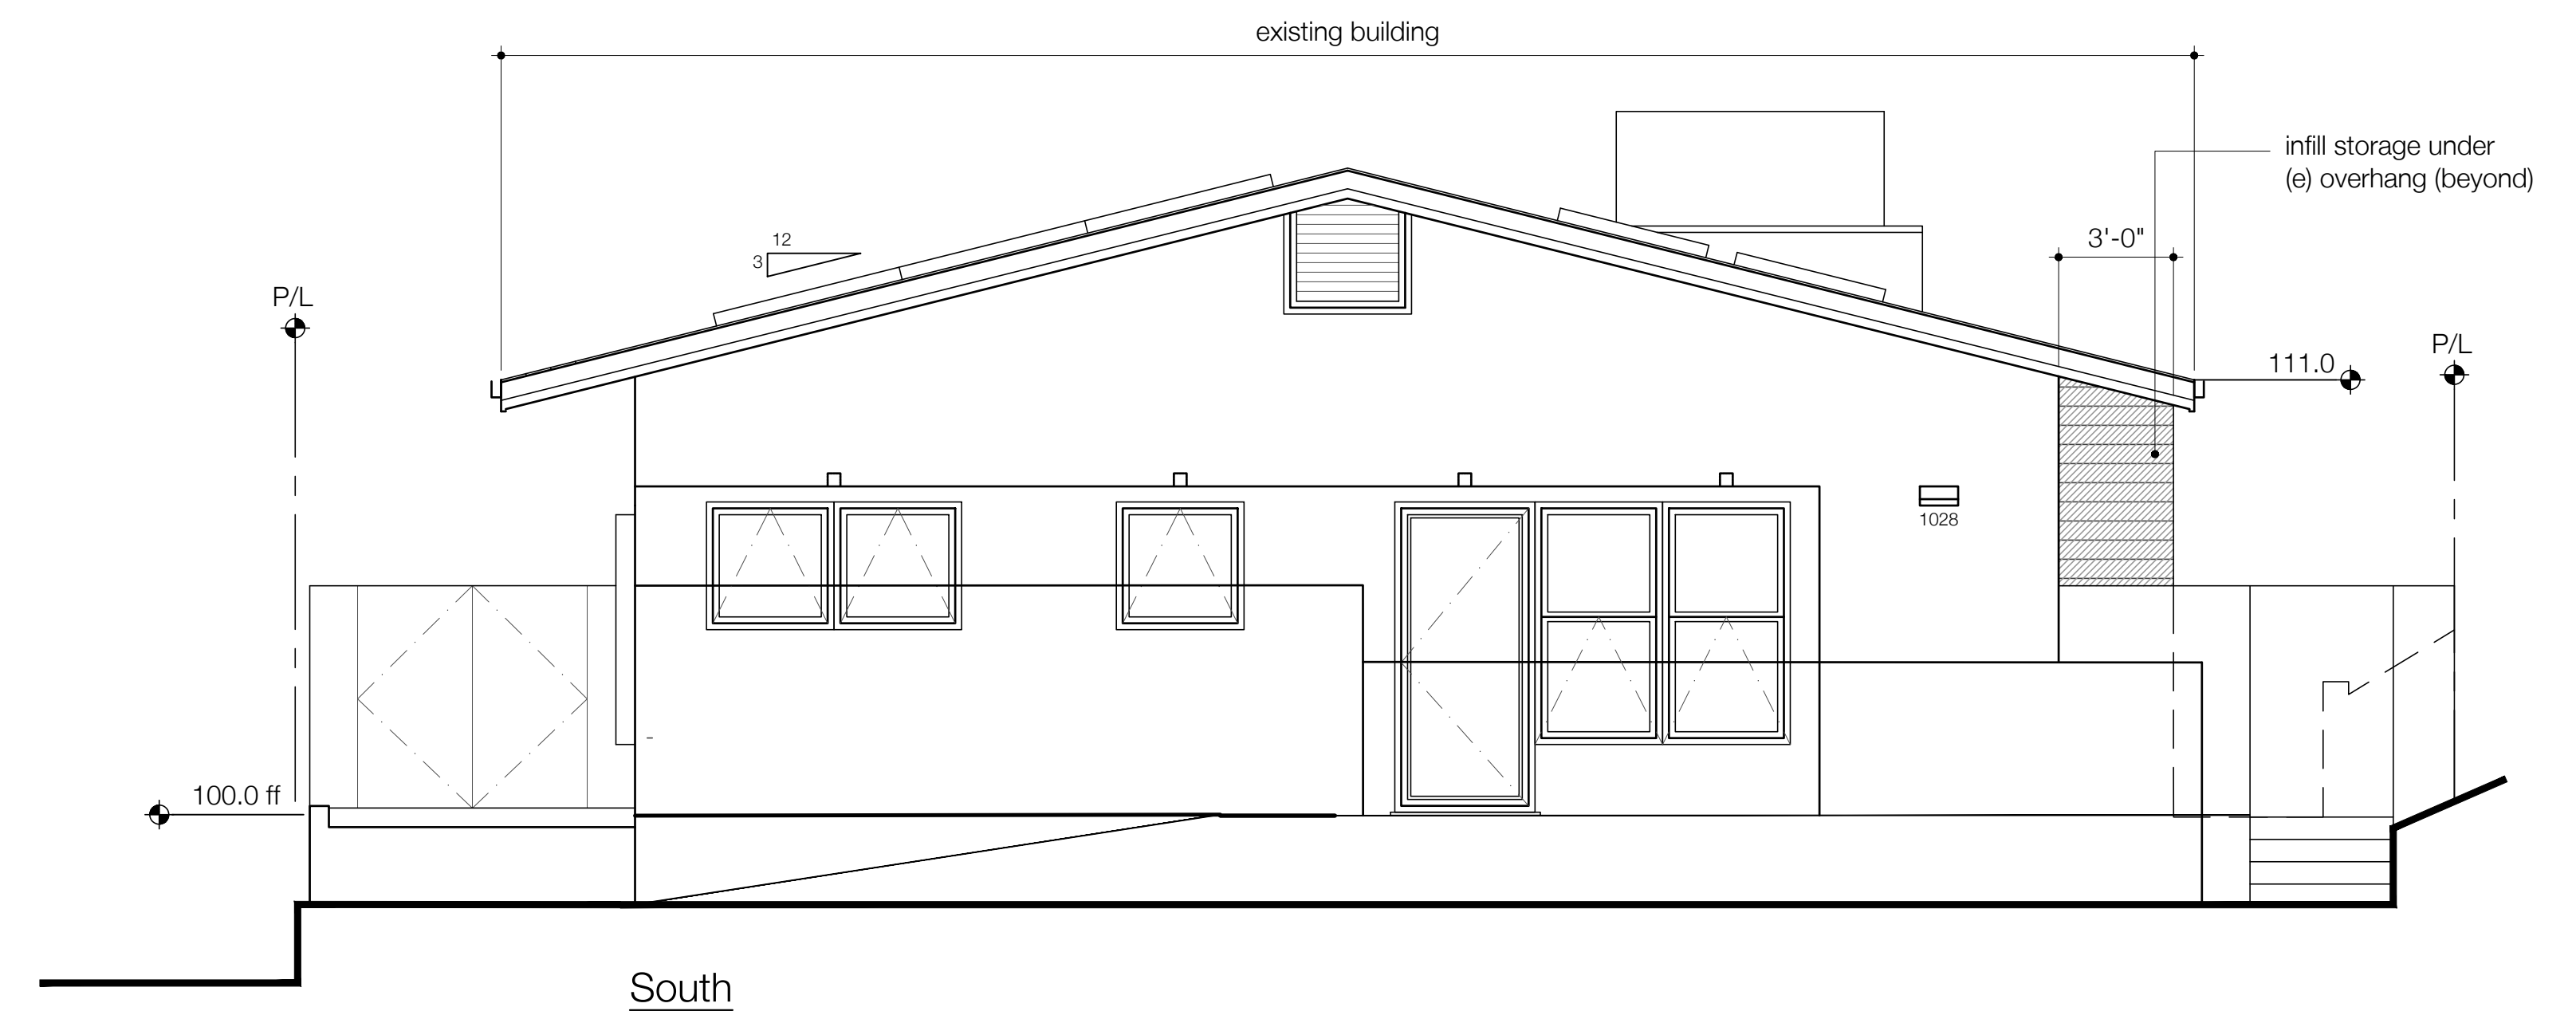 existing building
infill storage under
(e) overhang (beyond)
12
3
3'-0"
P/L
P/L
111.0
1028
100.0 ff
South